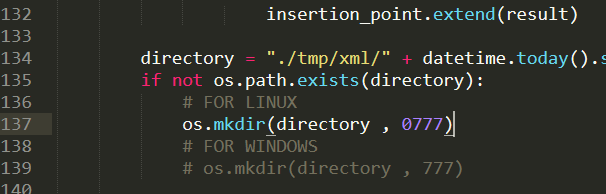 132 insertion_point.extend(result)
133
134 directory = "./tmp/xml/" + datetime.today().s
135 if not os.path.exists(directory):
136 # FOR LINUX
137 os.mkdir(directory , 0777)
138 # FOR WINDOWS
139 # os.mkdir(directory , 777)
140